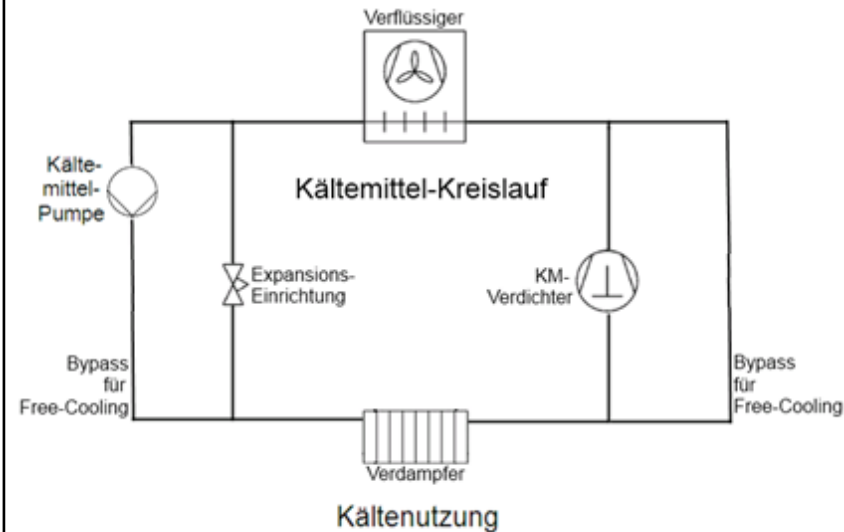 Verflüssiger
Kälte-
mittel-
Pumpe
Kältemittel-Kreislauf
Expansions-
Einrichtung
KM-
Verdichter
Bypass
für
Free-Cooling
Bypass
für
Free-Cooling
Verdampfer
Kältenutzung